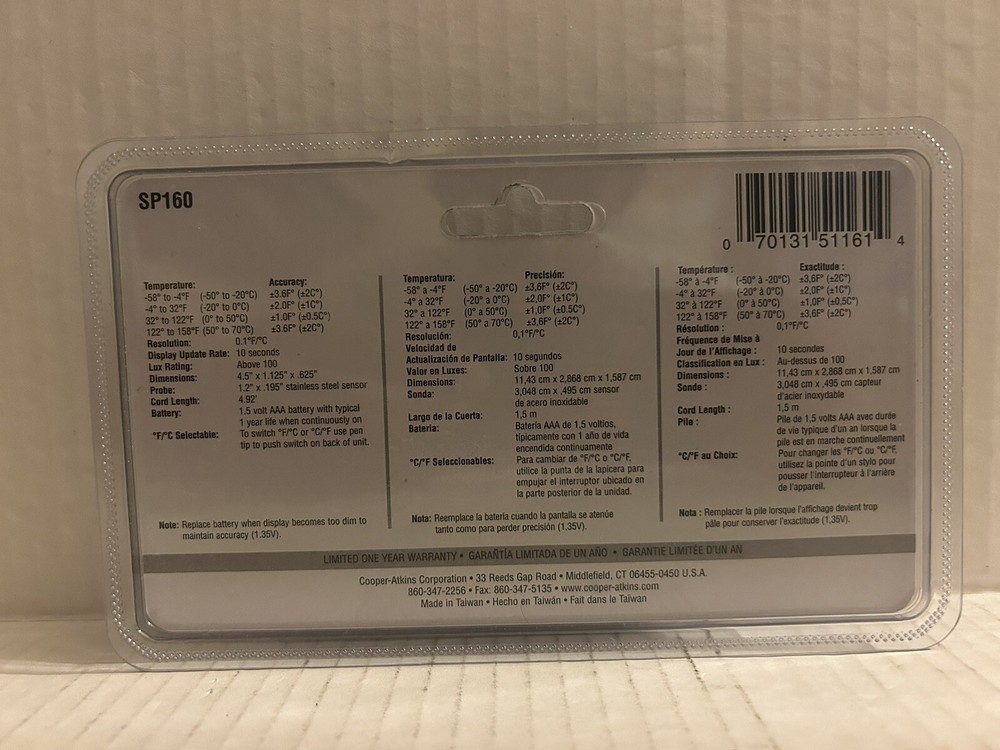 SP160
0 70131 51161 4
Temperature: Accuracy:
-58° to -4°F (-50° to -20°C) ±3.6F° (±2C°)
-4° to 32°F (-20° to 0°C) ±2.0F° (±1C°)
32° to 122°F (0° to 50°C) ±1.0F° (±0.5C°)
122° to 158°F (50° to 70°C) ±3.6F° (±2C°)
Resolution: 0.1°F/°C
Display Update Rate: 10 seconds
Lux Rating: Above 100
Dimensions: 4.5" x 1.125" x .625"
Probe: 1.2" x .195" stainless steel sensor
Cord Length: 4.92'
Battery: 1.5 volt AAA battery with typical
1 year life when continuously on
°F/°C Selectable: To switch °F/°C or °C/°F use pen
tip to push switch on back of unit.
Note: Replace battery when display becomes too dim to
maintain accuracy (1.35V).
Temperatura: Precisión:
-58° a -4°F (-50° a -20°C) ±3,6F° (±2C°)
-4° a 32°F (-20° a 0°C) ±2,0F° (±1C°)
32° a 122°F (0° a 50°C) ±1,0F° (±0.5C°)
122° a 158°F (50° a 70°C) ±3,6F° (±2C°)
Resolución: 0,1°F/°C
Velocidad de
Actualización de Pantalla: 10 segundos
Valor en Luxes: Sobre 100
Dimensions: 11,43 cm x 2,868 cm x 1,587 cm
Sonda: 3,048 cm x ,495 cm sensor
de acero inoxidable
Largo de la Cuerta: 1,5 m
Bateria: Batería AAA de 1,5 voltios,
típicamente con 1 año de vida
encendida continuamente
°C/°F Seleccionables: Para cambiar de °F/°C o °C/°F,
utilice la punta de la lapicera para
empujar el interruptor ubicado en
la parte posterior de la unidad.
Nota: Reemplace la batería cuando la pantalla se atenúe
tanto como para perder precisión (1,35V).
Température : Exactitude :
-58° à -4°F (-50° à -20°C) ±3,6F° (±2C°)
-4° à 32°F (-20° à 0°C) ±2,0F° (±1C°)
32° à 122°F (0° à 50°C) ±1,0F° (±0,5C°)
122° à 158°F (50° à 70°C) ±3,6F° (±2C°)
Résolution : 0,1°F/°C
Fréquence de Mise à
Jour de l'Affichage : 10 secondes
Classification en Lux : Au-dessus de 100
Dimensions : 11,43 cm x 2,868 cm x 1,587 cm
Sonde : 3,048 cm x ,495 cm capteur
d'acier inoxydable
Cord Length : 1,5 m
Pile : Pile de 1,5 volts AAA avec durée
de vie typique d'un an lorsque la
pile est en marche continuellement
°C/°F au Choix: Pour changer les °F/°C ou °C/°F,
utilisez la pointe d'un stylo pour
pousser l'interrupteur à l'arrière
de l'appareil.
Nota : Remplacer la pile lorsque l'affichage devient trop
pâle pour conserver l'exactitude (1,35V).
LIMITED ONE YEAR WARRANTY • GARAÑTÍA LIMITADA DE UN AÑO • GARANTIE LIMITÉE D'UN AN
Cooper-Atkins Corporation • 33 Reeds Gap Road • Middlefield, CT 06455-0450 U.S.A.
860-347-2256 • Fax: 860-347-5135 • www.cooper-atkins.com
Made in Taiwan • Hecho en Taiwán • Fait dans le Taïwan